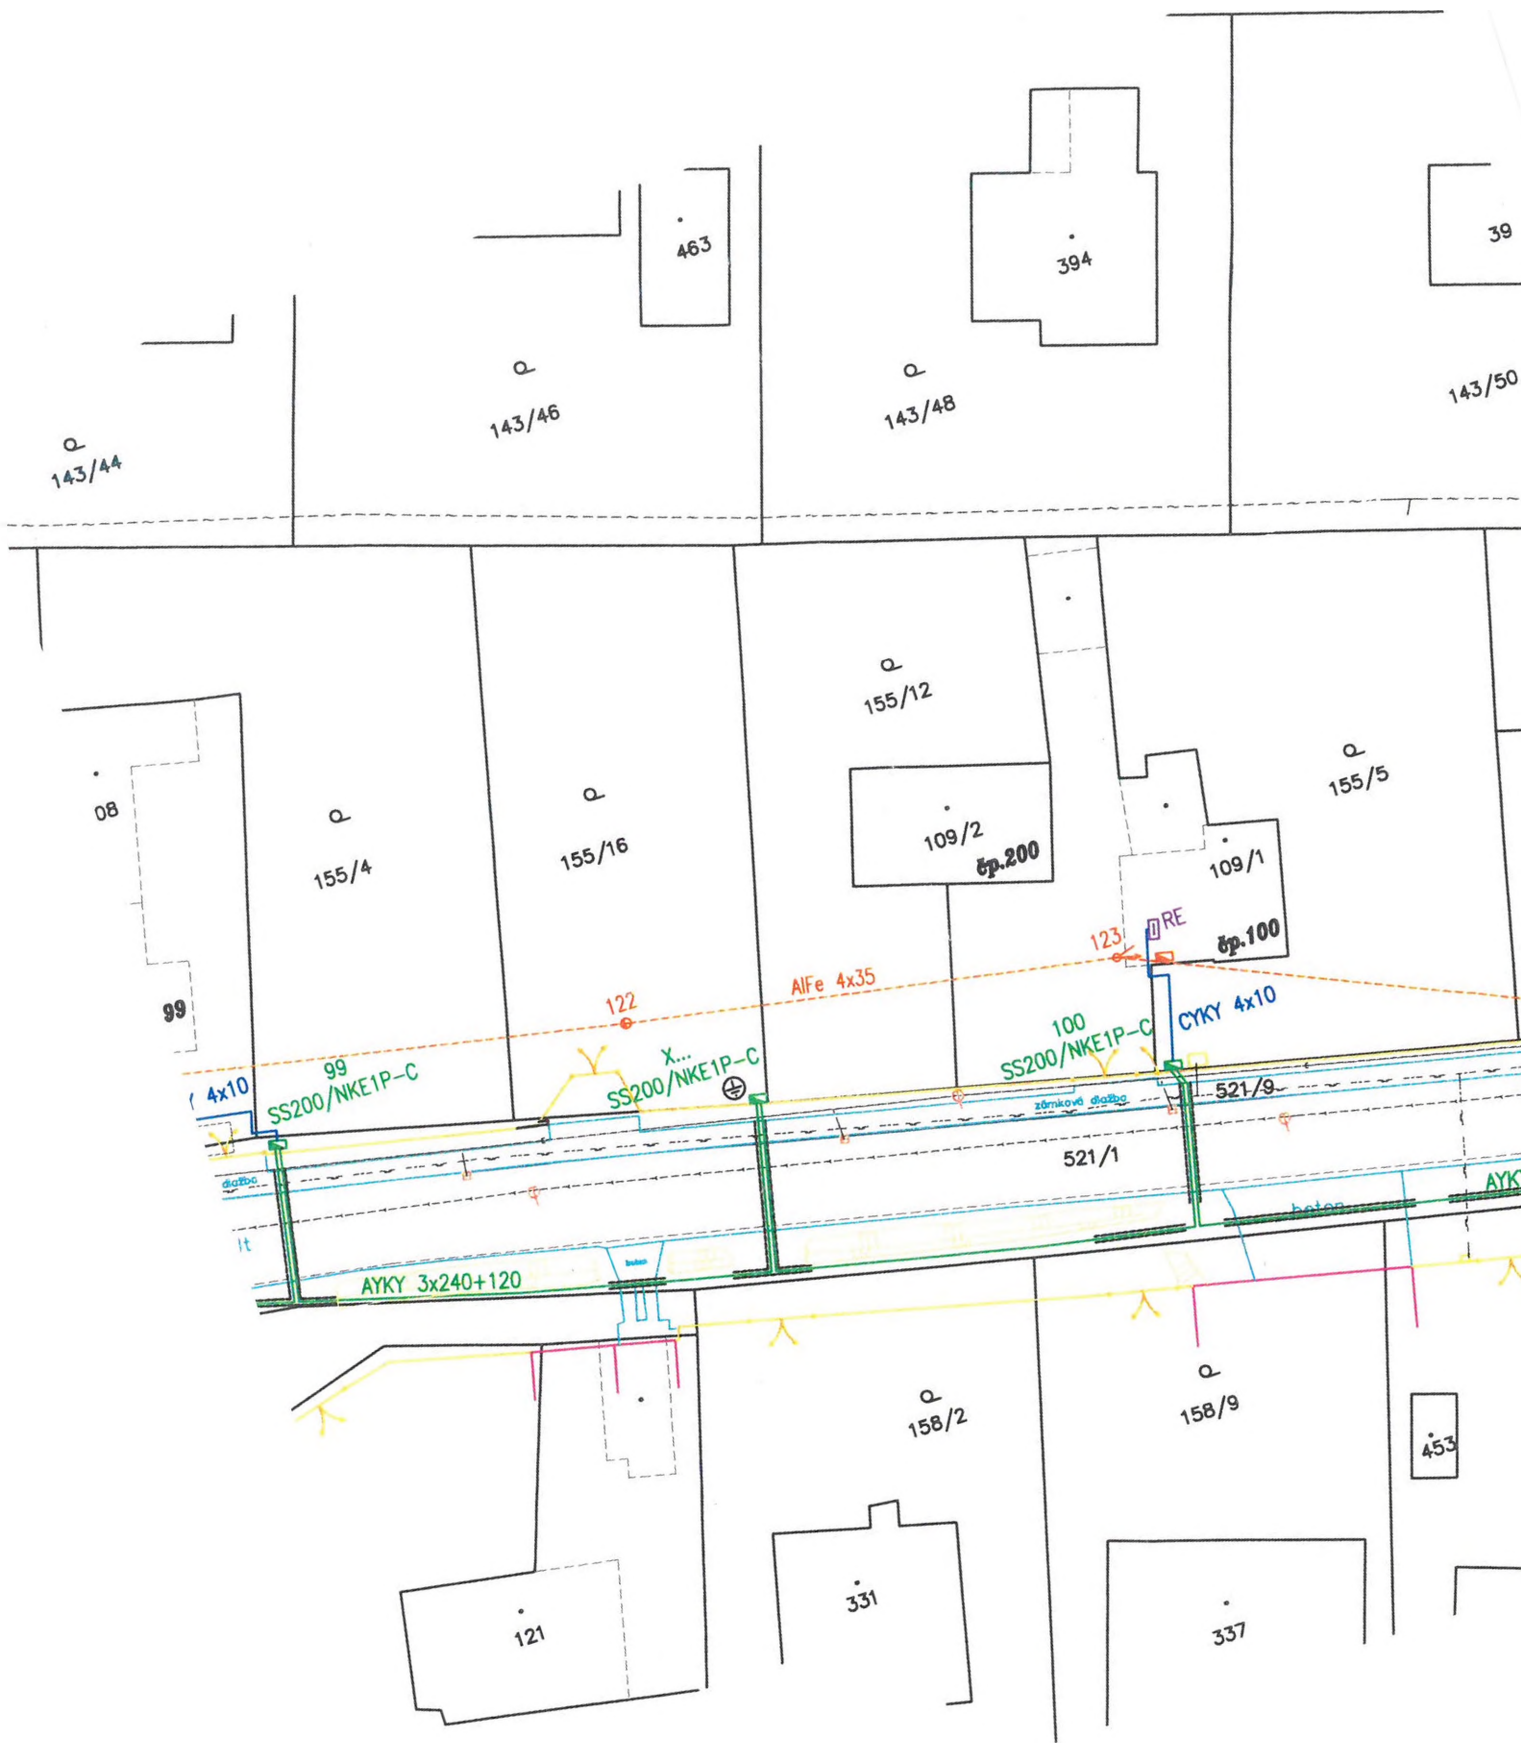 463
394
39
143/46
143/48
143/50
143/44
155/12
155/5
08
109/2
čp.200
155/16
155/4
109/1
čp.100
RE
123
AlFe 4x35
122
99
CYKY 4x10
100
SS200/NKE1P-C
X...
SS200/NKE1P-C
99
SS200/NKE1P-C
4x10
521/9
zámková dlažba
521/1
dlažba
AYK
beton
lt
beton
AYKY 3x240+120
158/2
158/9
453
331
337
121